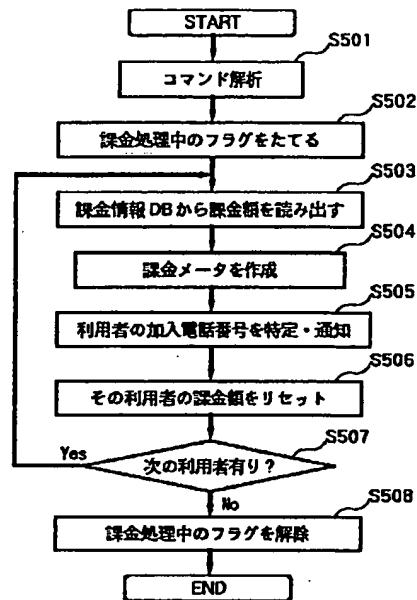 START
S501
コマンド解析
S502
課金処理中のフラグをたてる
S503
課金情報DBから課金額を読み出す
S504
課金メータを作成
S505
利用者の加入電話番号を特定・通知
S506
その利用者の課金額をリセット
S507
Yes
次の利用者有り?
No
S508
課金処理中のフラグを解除
END